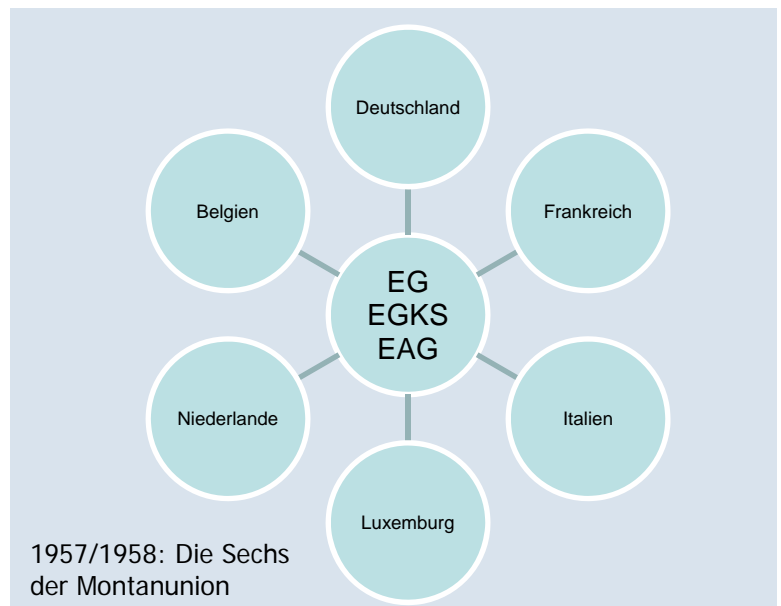 Deutschland
Belgien
Frankreich
EG
EGKS
EAG
Niederlande
Italien
Luxemburg
1957/1958: Die Sechs
der Montanunion